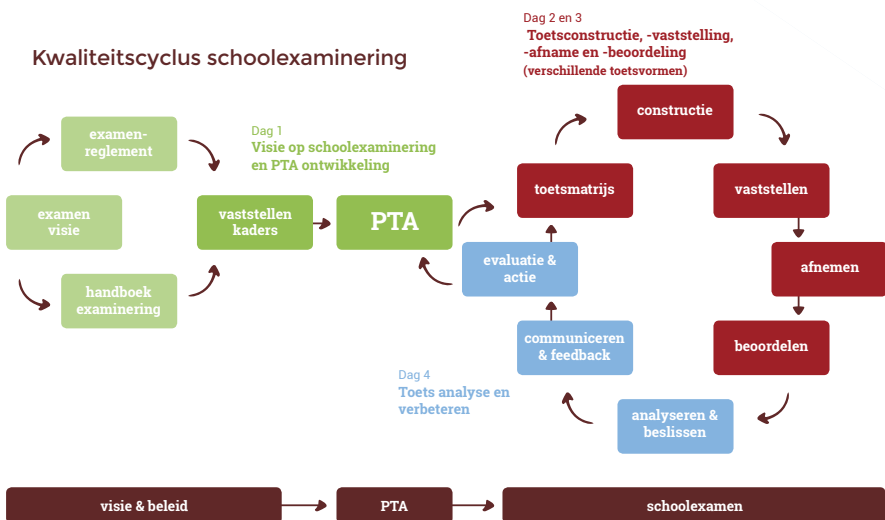 Kwaliteitscyclus schoolexaminering
Dag 2 en 3
Toetsconstructie, -vaststelling,
-afname en -beoordeling
(verschillende toetsvormen)
examen-
reglement
Dag 1
Visie op schoolexaminering
en PTA ontwikkeling
examen
visie
vaststellen
kaders
PTA
handboek
examinering
constructie
toetsmatrijs
vaststellen
evaluatie &
actie
afnemen
communiceren
& feedback
beoordelen
Dag 4
Toets analyse en
verbeteren
analyseren &
beslissen
visie & beleid
PTA
schoolexamen